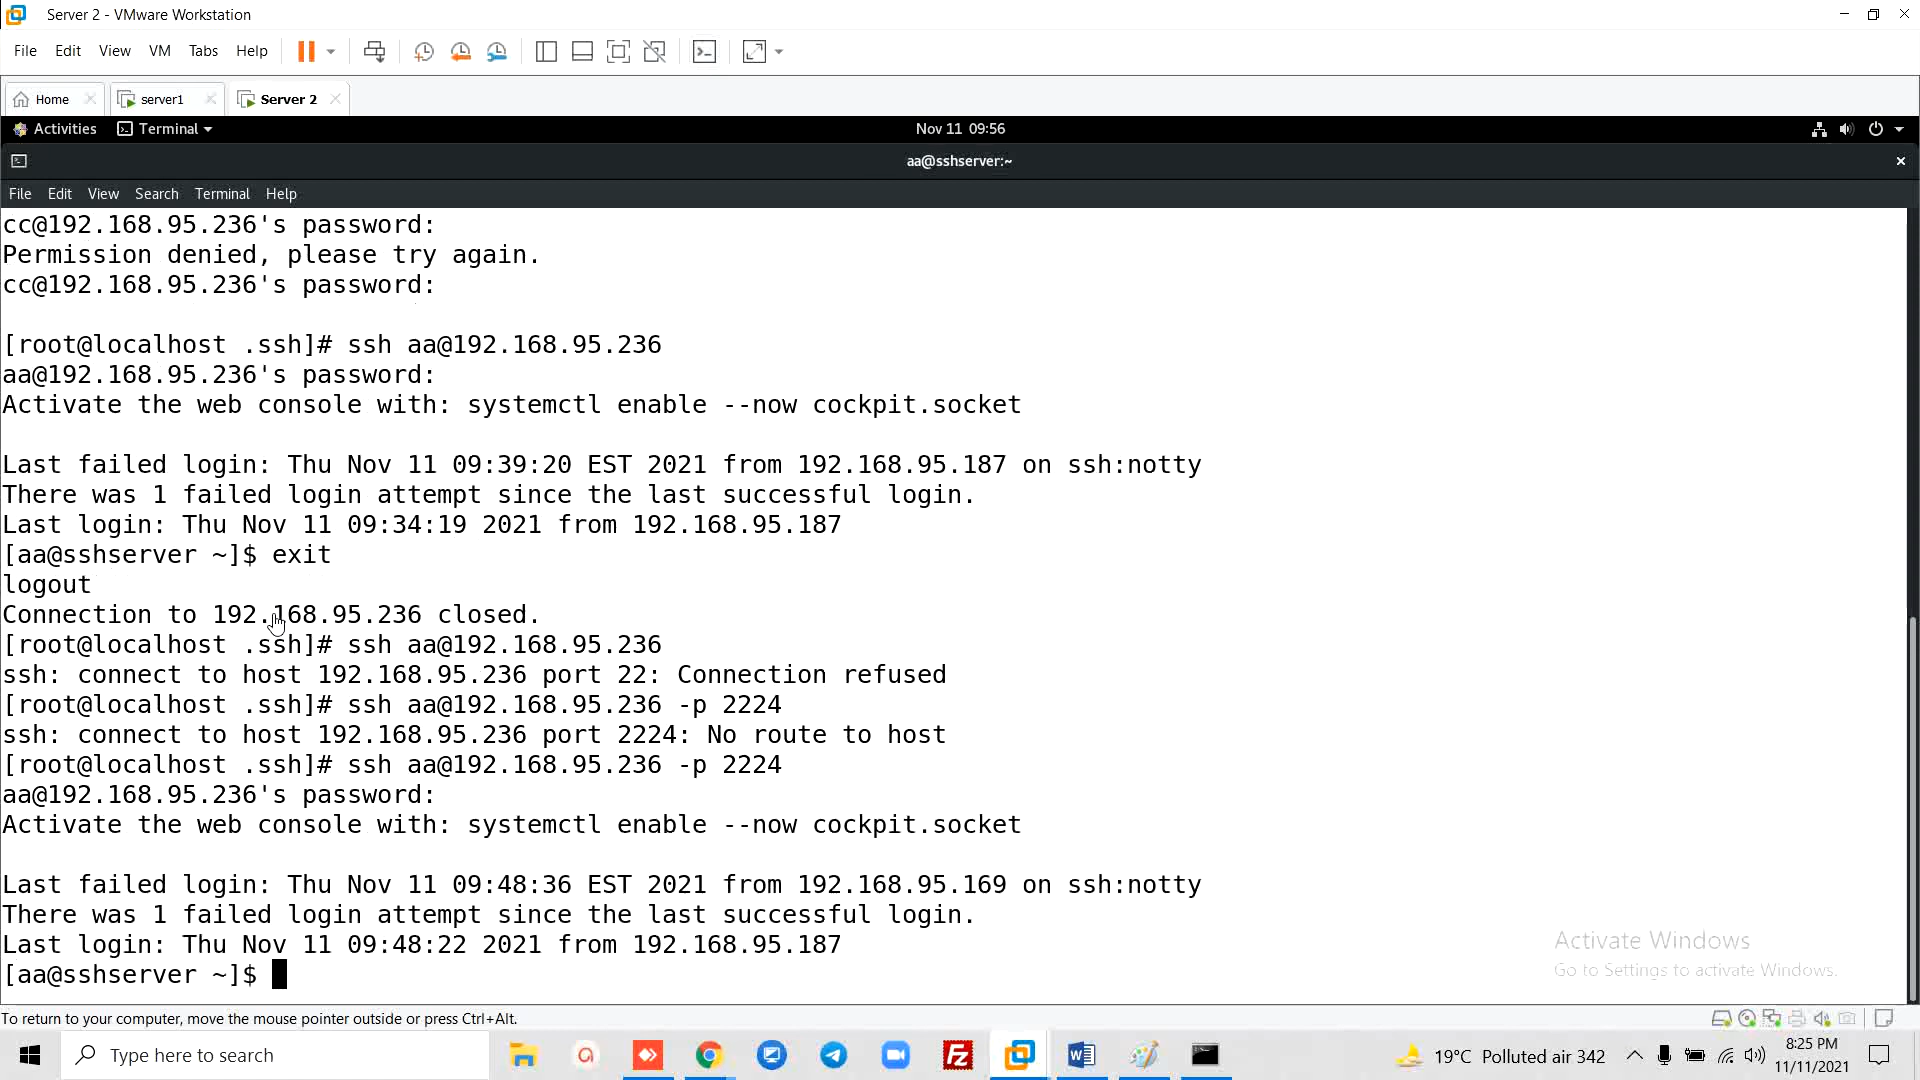 Server 2 - VMware Workstation
File Edit View VM Tabs Help
Home server1 Server 2
Activities Terminal Nov 11 09:56
aa@sshserver:~
File Edit View Search Terminal Help
cc@192.168.95.236's password:
Permission denied, please try again.
cc@192.168.95.236's password:
[root@localhost .ssh]# ssh aa@192.168.95.236
aa@192.168.95.236's password:
Activate the web console with: systemctl enable --now cockpit.socket
Last failed login: Thu Nov 11 09:39:20 EST 2021 from 192.168.95.187 on ssh:notty
There was 1 failed login attempt since the last successful login.
Last login: Thu Nov 11 09:34:19 2021 from 192.168.95.187
[aa@sshserver ~]$ exit
logout
Connection to 192.168.95.236 closed.
[root@localhost .ssh]# ssh aa@192.168.95.236
ssh: connect to host 192.168.95.236 port 22: Connection refused
[root@localhost .ssh]# ssh aa@192.168.95.236 -p 2224
ssh: connect to host 192.168.95.236 port 2224: No route to host
[root@localhost .ssh]# ssh aa@192.168.95.236 -p 2224
aa@192.168.95.236's password:
Activate the web console with: systemctl enable --now cockpit.socket
Last failed login: Thu Nov 11 09:48:36 EST 2021 from 192.168.95.169 on ssh:notty
There was 1 failed login attempt since the last successful login.
Last login: Thu Nov 11 09:48:22 2021 from 192.168.95.187
[aa@sshserver ~]$
Activate Windows
Go to Settings to activate Windows.
To return to your computer, move the mouse pointer outside or press Ctrl+Alt.
Type here to search
19°C Polluted air 342
8:25 PM
11/11/2021